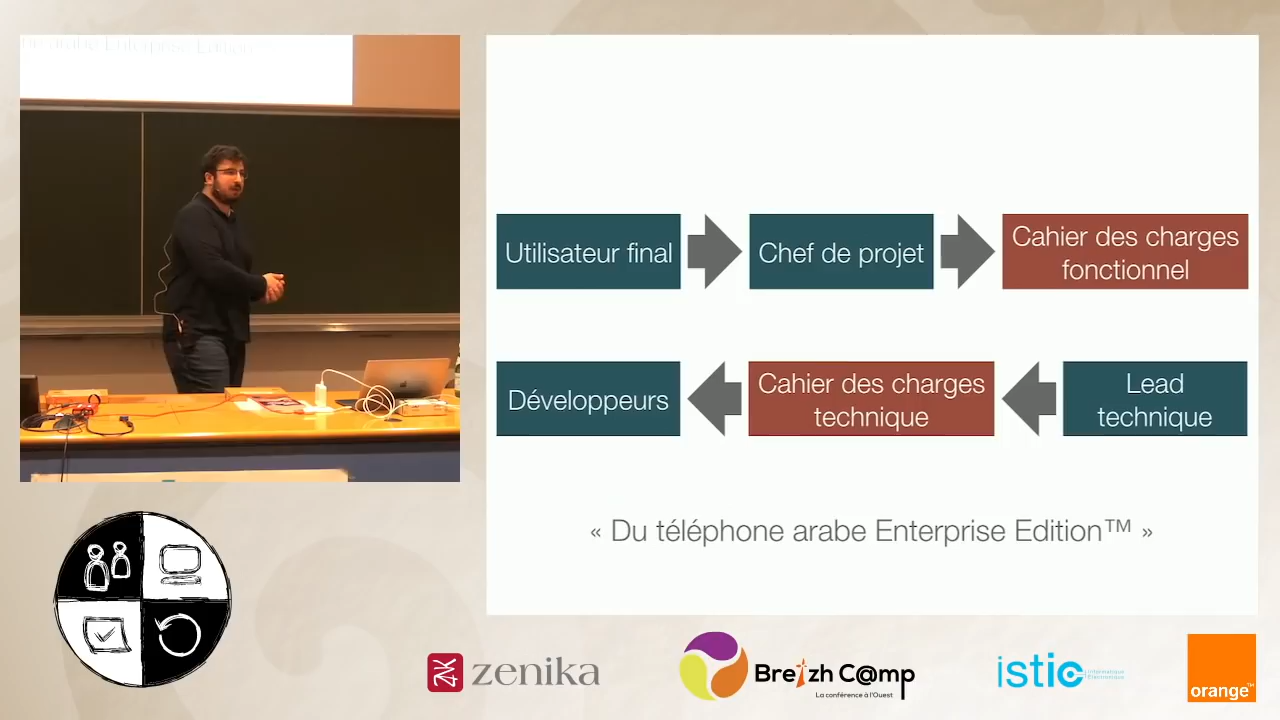 Utilisateur final
Chef de projet
Cahier des charges
fonctionnel
Développeurs
Cahier des charges
technique
Lead
technique
« Du téléphone arabe Enterprise Edition™ »
zenika
Breizh C@mp
La conférence à l'Ouest
istic
orange™